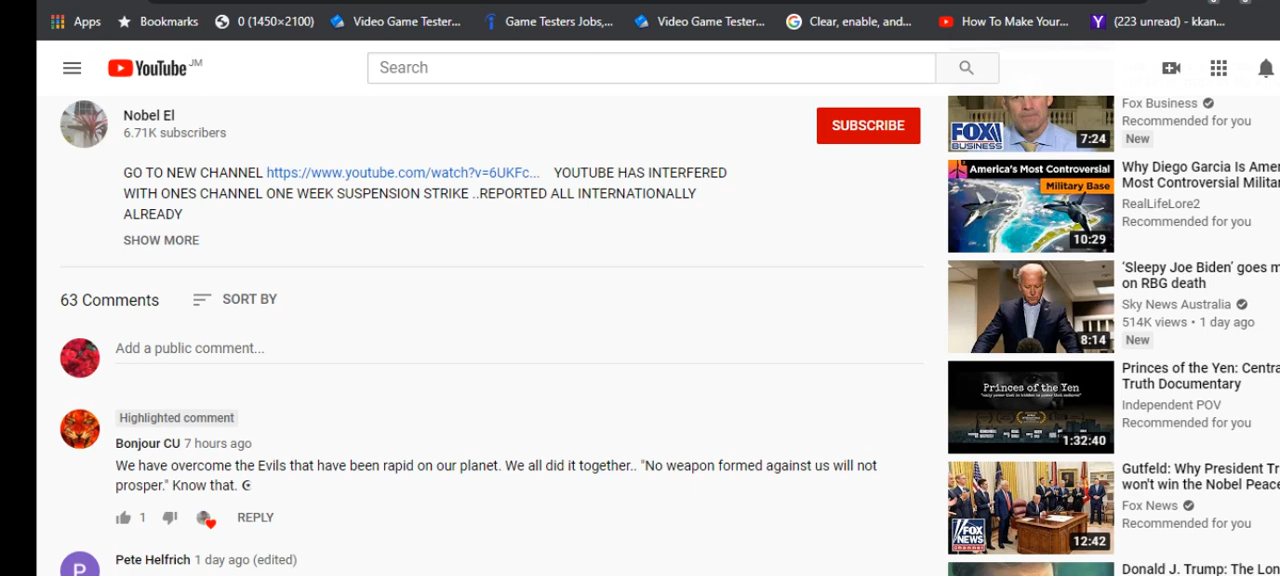 Apps
Bookmarks
0 (1450×2100)
Video Game Tester...
Game Testers Jobs,...
Video Game Tester...
Clear, enable, and...
How To Make Your...
(223 unread) - kkan...
YouTube JM
Search
Nobel El
6.71K subscribers
SUBSCRIBE
GO TO NEW CHANNEL https://www.youtube.com/watch?v=6UKFc... YOUTUBE HAS INTERFERED
WITH ONES CHANNEL ONE WEEK SUSPENSION STRIKE ..REPORTED ALL INTERNATIONALLY
ALREADY
SHOW MORE
63 Comments
SORT BY
Add a public comment...
Highlighted comment
Bonjour CU 7 hours ago
We have overcome the Evils that have been rapid on our planet. We all did it together.. "No weapon formed against us will not
prosper." Know that. ☪
1
REPLY
P
Pete Helfrich 1 day ago (edited)
FOX
BUSINESS
7:24
Fox Business
Recommended for you
New
America's Most Controversial
Military Base
10:29
Why Diego Garcia Is Amer
Most Controversial Militar
RealLifeLore2
Recommended for you
8:14
'Sleepy Joe Biden' goes m
on RBG death
Sky News Australia
514K views • 1 day ago
New
Princes of the Yen
1:32:40
Princes of the Yen: Centra
Truth Documentary
Independent POV
Recommended for you
FOX
NEWS
channel
12:42
Gutfeld: Why President Tr
won't win the Nobel Peace
Fox News
Recommended for you
Donald J. Trump: The Lon